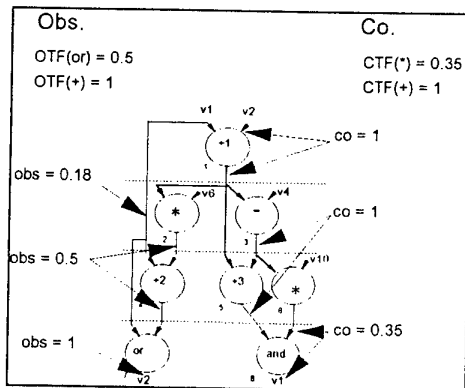 Obs.
Co.
OTF(or) = 0.5
CTF(*) = 0.35
OTF(+) = 1
CTF(+) = 1
v1
v2
+1
co = 1
1
obs = 0.18
v6
v4
*
-
co = 1
2
3
obs = 0.5
v10
+2
+3
*
5
6
obs = 1
or
and
co = 0.35
v2
8
v1